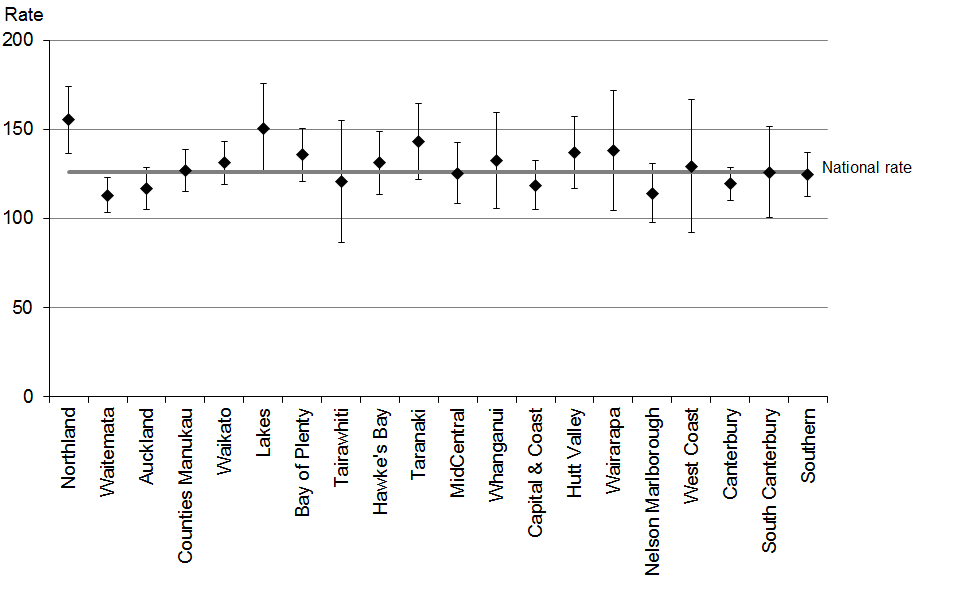 Rate
200
150
100
50
0
National rate
Northland
Waitemata
Auckland
Counties Manukau
Waikato
Lakes
Bay of Plenty
Tairawhiti
Hawke's Bay
Taranaki
MidCentral
Whanganui
Capital & Coast
Hutt Valley
Wairarapa
Nelson Marlborough
West Coast
Canterbury
South Canterbury
Southern